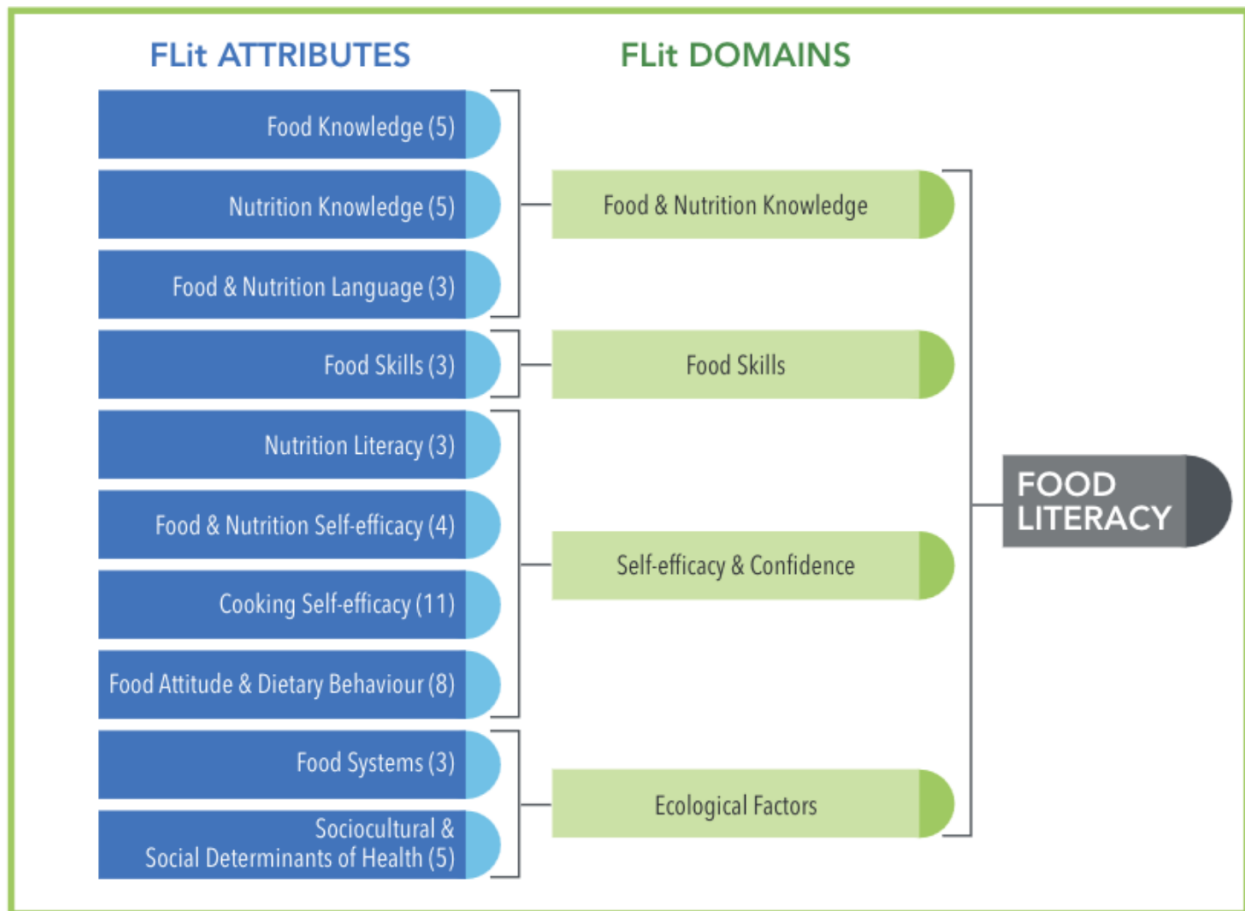 FLit ATTRIBUTES
FLit DOMAINS
Food Knowledge (5)
Nutrition Knowledge (5)
Food & Nutrition Language (3)
Food Skills (3)
Nutrition Literacy (3)
Food & Nutrition Self-efficacy (4)
Cooking Self-efficacy (11)
Food Attitude & Dietary Behaviour (8)
Food Systems (3)
Sociocultural &
Social Determinants of Health (5)
Food & Nutrition Knowledge
Food Skills
Self-efficacy & Confidence
Ecological Factors
FOOD
LITERACY